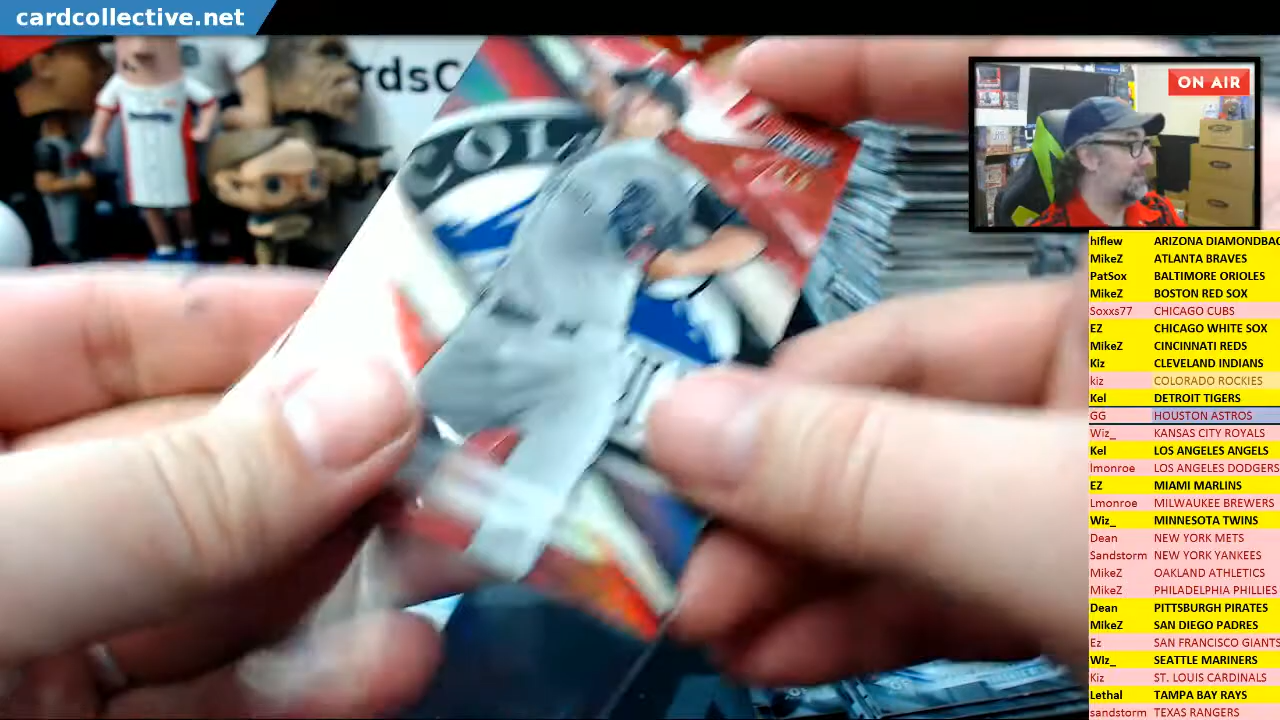 cardcollective.net
rdsC
COL
ON AIR
hiflew ARIZONA DIAMONDBAC
MikeZ ATLANTA BRAVES
PatSox BALTIMORE ORIOLES
MikeZ BOSTON RED SOX
Soxxs77 CHICAGO CUBS
EZ CHICAGO WHITE SOX
MikeZ CINCINNATI REDS
Kiz CLEVELAND INDIANS
kiz COLORADO ROCKIES
Kel DETROIT TIGERS
GG HOUSTON ASTROS
Wiz_ KANSAS CITY ROYALS
Kel LOS ANGELES ANGELS
lmonroe LOS ANGELES DODGERS
EZ MIAMI MARLINS
Lmonroe MILWAUKEE BREWERS
Wiz_ MINNESOTA TWINS
Dean NEW YORK METS
Sandstorm NEW YORK YANKEES
MikeZ OAKLAND ATHLETICS
MikeZ PHILADELPHIA PHILLIES
Dean PITTSBURGH PIRATES
MikeZ SAN DIEGO PADRES
Ez SAN FRANCISCO GIANTS
WIz_ SEATTLE MARINERS
Kiz ST. LOUIS CARDINALS
Lethal TAMPA BAY RAYS
sandstorm TEXAS RANGERS